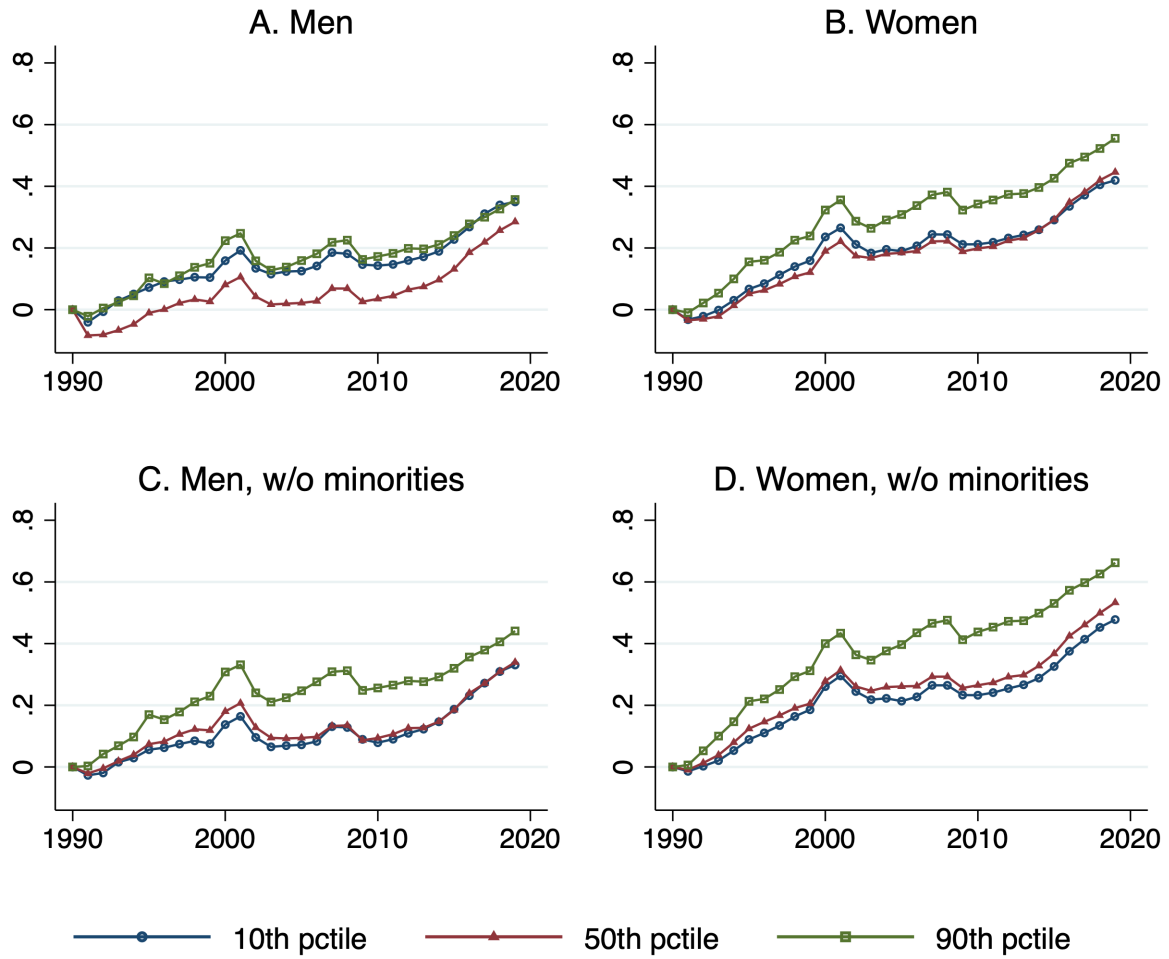 A. Men
.8
.6
.4
.2
0
1990 2000 2010 2020
B. Women
.8
.6
.4
.2
0
1990 2000 2010 2020
C. Men, w/o minorities
.8
.6
.4
.2
0
1990 2000 2010 2020
D. Women, w/o minorities
.8
.6
.4
.2
0
1990 2000 2010 2020
10th pctile 50th pctile 90th pctile